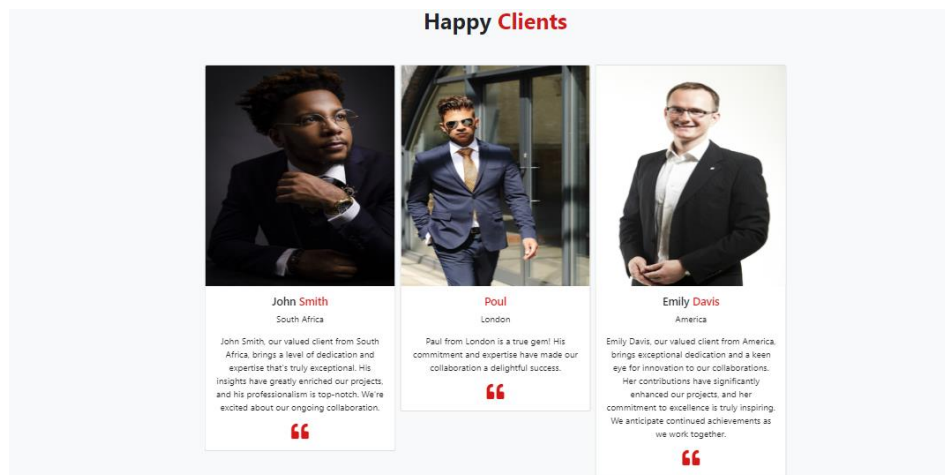 Happy Clients
John Smith
South Africa
John Smith, our valued client from South
Africa, brings a level of dedication and
expertise that's truly exceptional. His
insights have greatly enriched our projects,
and his professionalism is top-notch. We're
excited about our ongoing collaboration.
Poul
London
Paul from London is a true gem! His
commitment and expertise have made our
collaboration a delightful success.
Emily Davis
America
Emily Davis, our valued client from America,
brings exceptional dedication and a keen
eye for innovation to our collaborations.
Her contributions have significantly
enhanced our projects, and her
commitment to excellence is truly inspiring.
We anticipate continued achievements as
we work together.